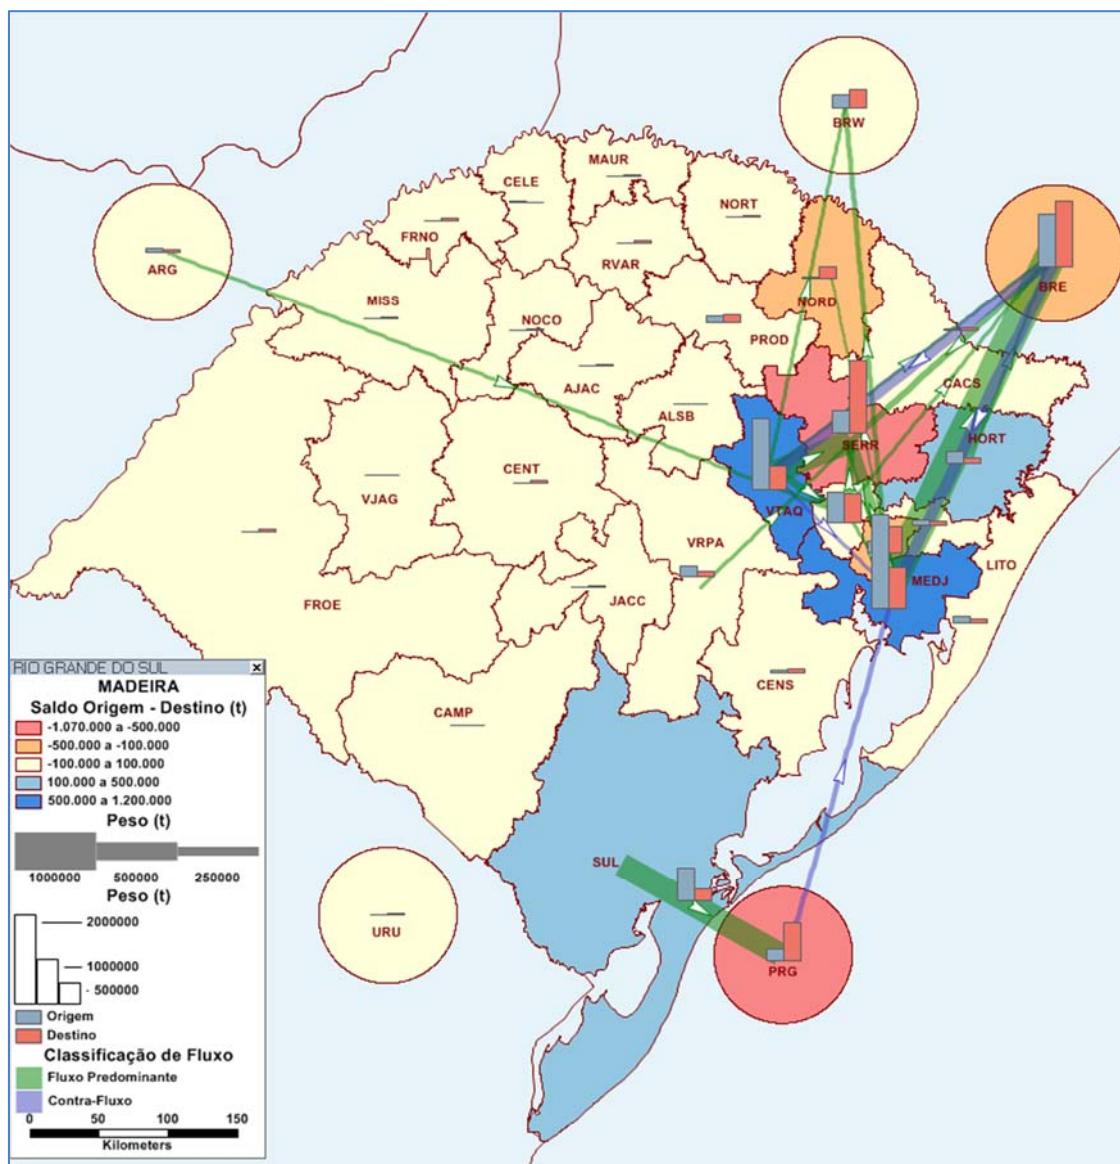 BRW
MAUR
CELE
NORT
FRNO
RVAR
ARG
BRE
MISS
NORD
NOCO
PROD
AJAC
CACS
ALSB
SERR
HORT
CENT
VJAG
VTAQ
VRPA
LITO
MEDJ
FROE
JACC
CENS
CAMP
SUL
URU
PRG
RIO GRANDE DO SUL
MADEIRA
Saldo Origem - Destino (t)
-1.070.000 a -500.000
-500.000 a -100.000
-100.000 a 100.000
100.000 a 500.000
500.000 a 1.200.000
Peso (t)
1000000 500000 250000
Peso (t)
2000000
1000000
500000
Origem
Destino
Classificação de Fluxo
Fluxo Predominante
Contra-Fluxo
0 50 100 150
Kilometers